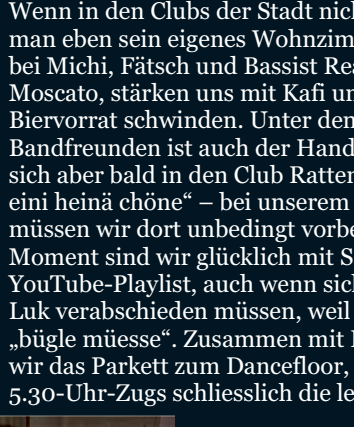 Wenn in den Clubs der Stadt nich
man eben sein eigenes Wohnzim
bei Michi, Fätsch und Bassist Rea
Moscato, stärken uns mit Kafi un
Biervorrat schwinden. Unter den
Bandfreunden ist auch der Hand
sich aber bald in den Club Ratten
eini heinä chöne“ – bei unserem
müssen wir dort unbedingt vorbe
Moment sind wir glücklich mit S
YouTube-Playlist, auch wenn sich
Luk verabschieden müssen, weil
„bügle müesse“. Zusammen mit
wir das Parkett zum Dancefloor,
5.30-Uhr-Zugs schliesslich die le